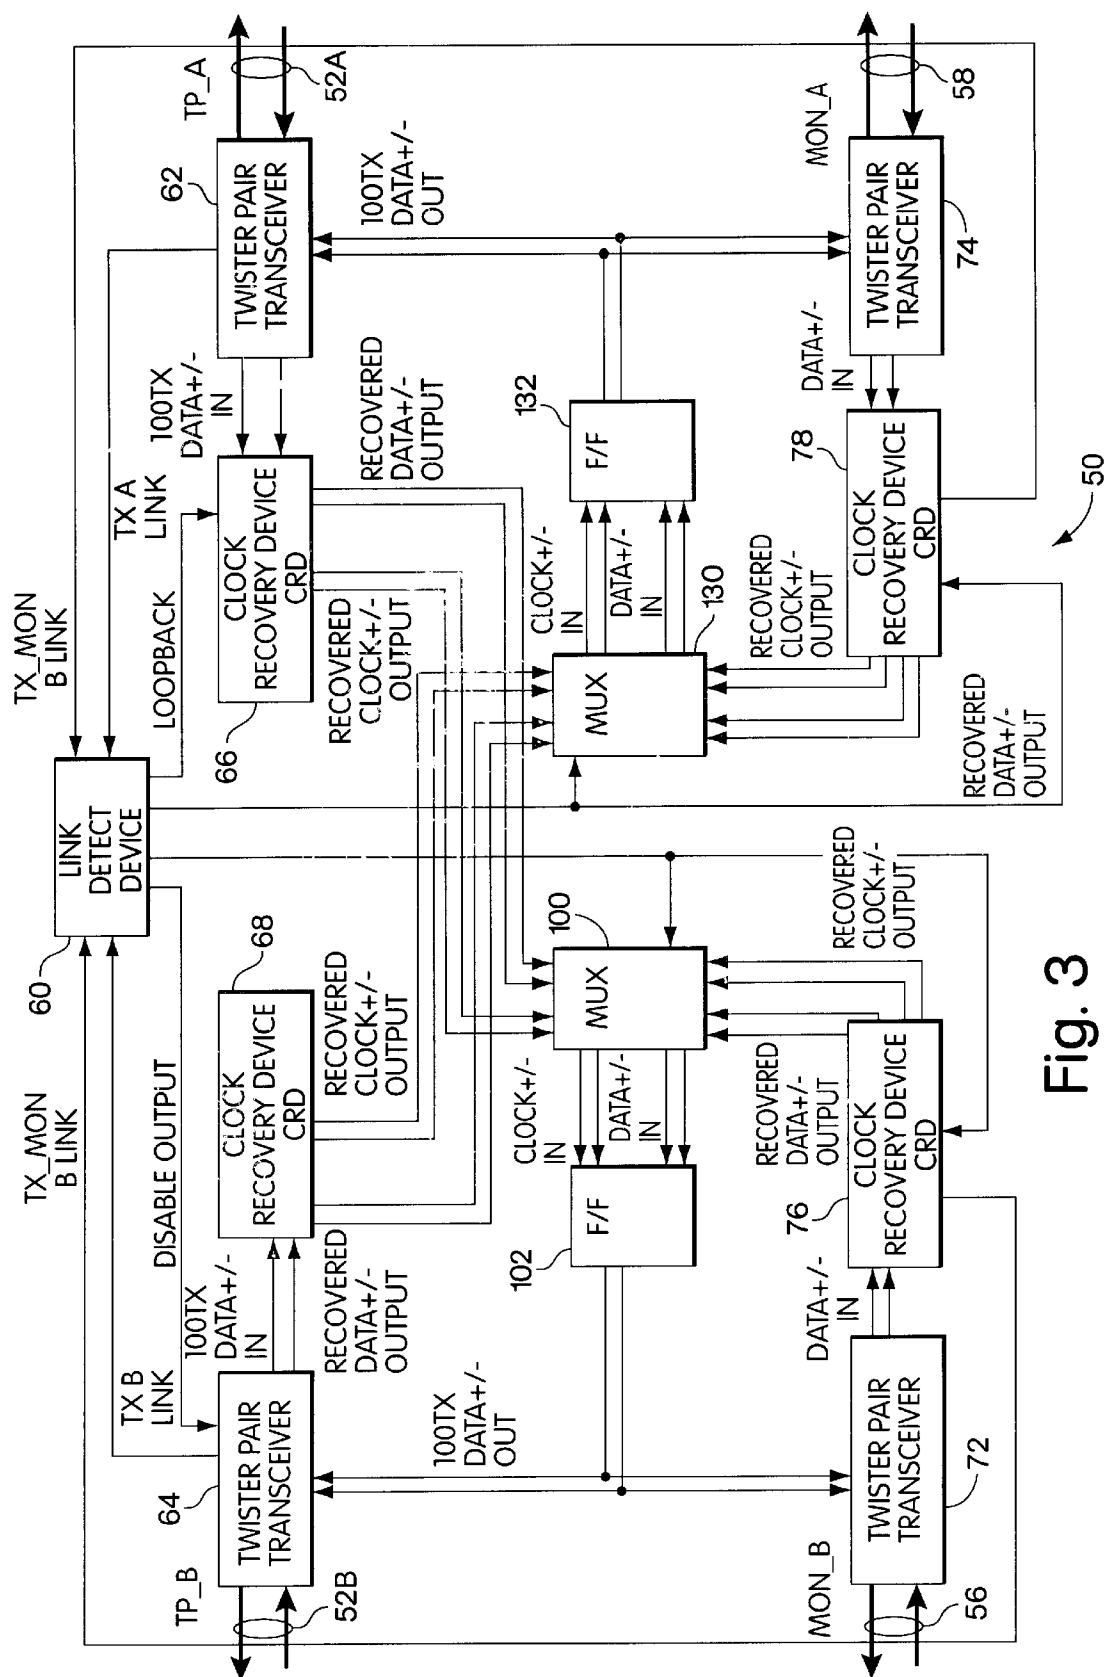 TP_B
52B
64
TWISTER PAIR
TRANSCEIVER
TX_MON
B LINK
TX B
LINK
DISABLE OUTPUT
100TX
DATA+/-
IN
68
CLOCK
RECOVERY DEVICE
CRD
RECOVERED
DATA+/-
OUTPUT
RECOVERED
CLOCK+/-
OUTPUT
60
LINK
DETECT
DEVICE
TX_MON
B LINK
TX A
LINK
LOOPBACK
66
CLOCK
RECOVERY DEVICE
CRD
RECOVERED
CLOCK+/-
OUTPUT
RECOVERED
DATA+/-
OUTPUT
100TX
DATA+/-
IN
62
TWISTER PAIR
TRANSCEIVER
TP_A
52A
100TX
DATA+/-
OUT
102
F/F
CLOCK+/-
IN
DATA+/-
IN
100
MUX
MUX
130
CLOCK+/-
IN
DATA+/-
IN
132
F/F
100TX
DATA+/-
OUT
MON_B
56
TWISTER PAIR
TRANSCEIVER
72
DATA+/-
IN
76
CLOCK
RECOVERY DEVICE
CRD
RECOVERED
DATA+/-
OUTPUT
RECOVERED
CLOCK+/-
OUTPUT
RECOVERED
DATA+/-
OUTPUT
RECOVERED
CLOCK+/-
OUTPUT
78
CLOCK
RECOVERY DEVICE
CRD
DATA+/-
IN
MON_A
TWISTER PAIR
TRANSCEIVER
74
58
50
Fig. 3